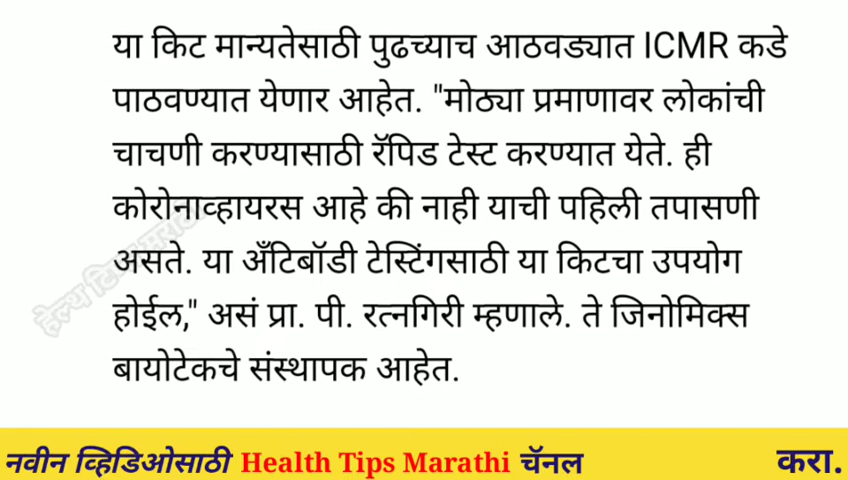 या किट मान्यतेसाठी पुढच्याच आठवड्यात ICMR कडे
पाठवण्यात येणार आहेत. "मोठ्या प्रमाणावर लोकांची
चाचणी करण्यासाठी रॅपिड टेस्ट करण्यात येते. ही
कोरोनाव्हायरस आहे की नाही याची पहिली तपासणी
असते. या अँटिबॉडी टेस्टिंगसाठी या किटचा उपयोग
होईल," असं प्रा. पी. रत्नगिरी म्हणाले. ते जिनोमिक्स
बायोटेकचे संस्थापक आहेत.
हेल्थ टिप्स मराठी
नवीन व्हिडिओसाठी Health Tips Marathi चॅनल करा.